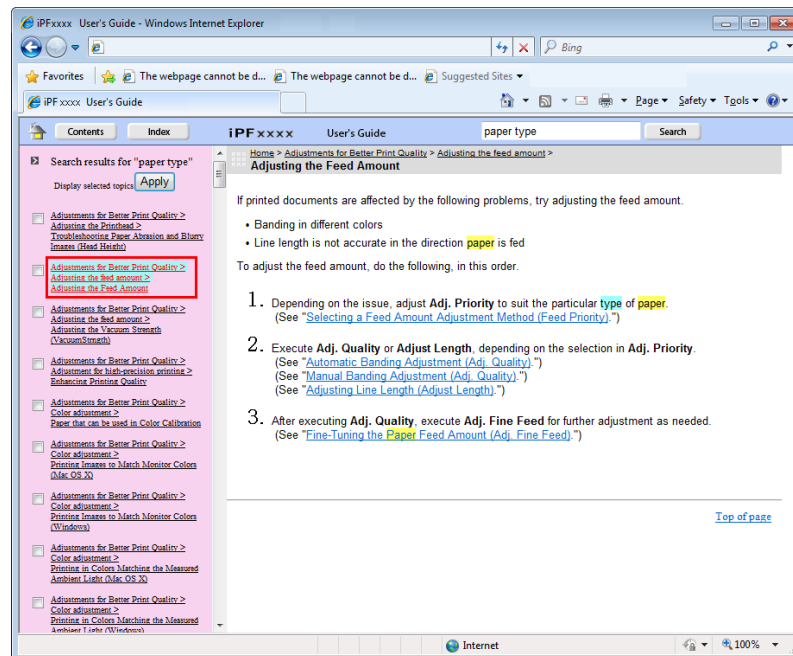 iPFxxxx User's Guide - Windows Internet Explorer
Bing
Favorites The webpage cannot be d... The webpage cannot be d... Suggested Sites
iPF xxxx User's Guide
Page Safety Tools
Contents Index iPFxxxx User's Guide paper type Search
Search results for "paper type"
Display selected topics Apply
Adjustments for Better Print Quality >
Adjusting the Printhead >
Troubleshooting Paper Abrasion and Blurry
Images (Head Height)
Adjustments for Better Print Quality >
Adjusting the feed amount >
Adjusting the Feed Amount
Adjustments for Better Print Quality >
Adjusting the feed amount >
Adjusting the Vacuum Strength
(VacuumStrngth)
Adjustments for Better Print Quality >
Adjustment for high-precision printing >
Enhancing Printing Quality
Adjustments for Better Print Quality >
Color adjustment >
Paper that can be used in Color Calibration
Adjustments for Better Print Quality >
Color adjustment >
Printing Images to Match Monitor Colors
(Mac OS X)
Adjustments for Better Print Quality >
Color adjustment >
Printing Images to Match Monitor Colors
(Windows)
Adjustments for Better Print Quality >
Color adjustment >
Printing in Colors Matching the Measured
Ambient Light (Mac OS X)
Adjustments for Better Print Quality >
Color adjustment >
Printing in Colors Matching the Measured
Ambient Light (Windows)
Home > Adjustments for Better Print Quality > Adjusting the feed amount >
Adjusting the Feed Amount
If printed documents are affected by the following problems, try adjusting the feed amount.
• Banding in different colors
• Line length is not accurate in the direction paper is fed
To adjust the feed amount, do the following, in this order.
1. Depending on the issue, adjust Adj. Priority to suit the particular type of paper.
(See "Selecting a Feed Amount Adjustment Method (Feed Priority).")
2. Execute Adj. Quality or Adjust Length, depending on the selection in Adj. Priority.
(See "Automatic Banding Adjustment (Adj. Quality).")
(See "Manual Banding Adjustment (Adj. Quality).")
(See "Adjusting Line Length (Adjust Length).")
3. After executing Adj. Quality, execute Adj. Fine Feed for further adjustment as needed.
(See "Fine-Tuning the Paper Feed Amount (Adj. Fine Feed).")
Top of page
Internet 100%